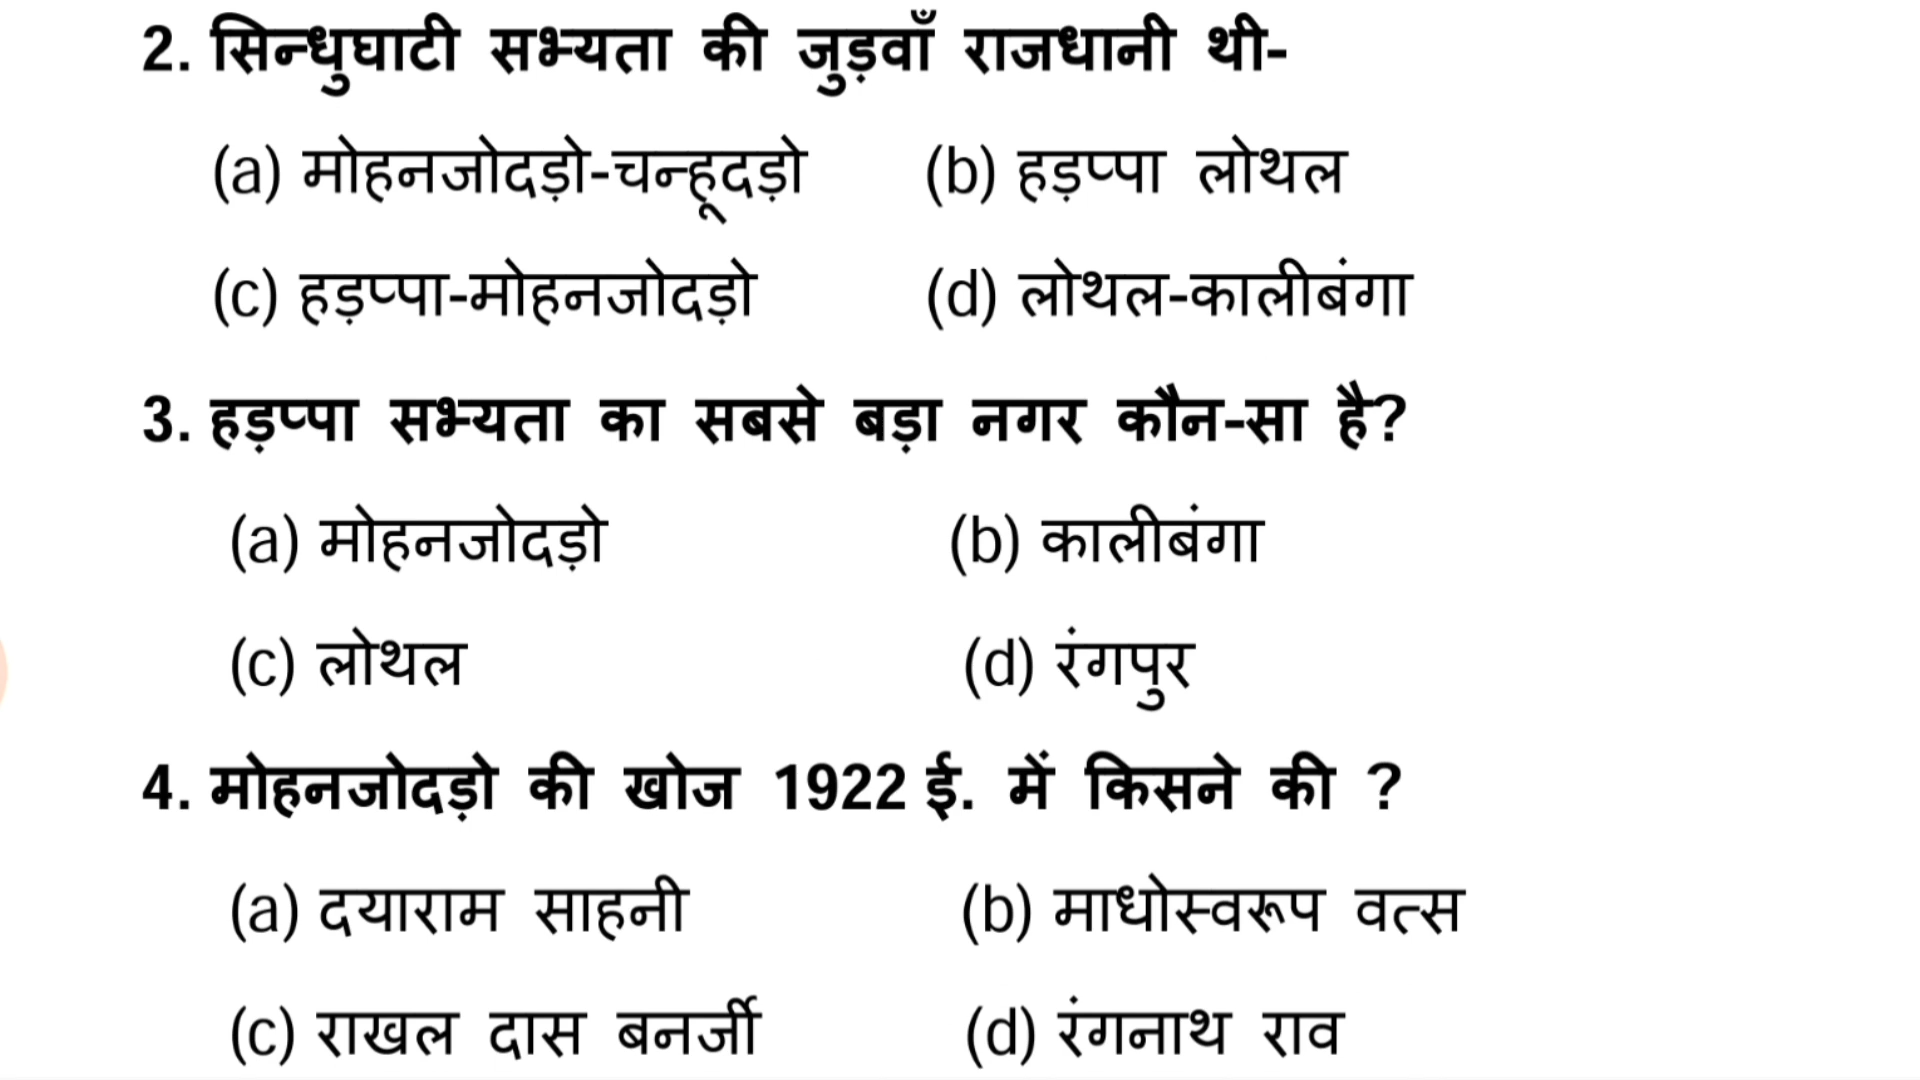 2. सिन्धुघाटी सभ्यता की जुड़वाँ राजधानी थी-
(a) मोहनजोदड़ो-चन्हूदड़ो (b) हड़प्पा लोथल
(c) हड़प्पा-मोहनजोदड़ो (d) लोथल-कालीबंगा
3. हड़प्पा सभ्यता का सबसे बड़ा नगर कौन-सा है?
(a) मोहनजोदड़ो (b) कालीबंगा
(c) लोथल (d) रंगपुर
4. मोहनजोदड़ो की खोज 1922 ई. में किसने की ?
(a) दयाराम साहनी (b) माधोस्वरूप वत्स
(c) राखल दास बनर्जी (d) रंगनाथ राव